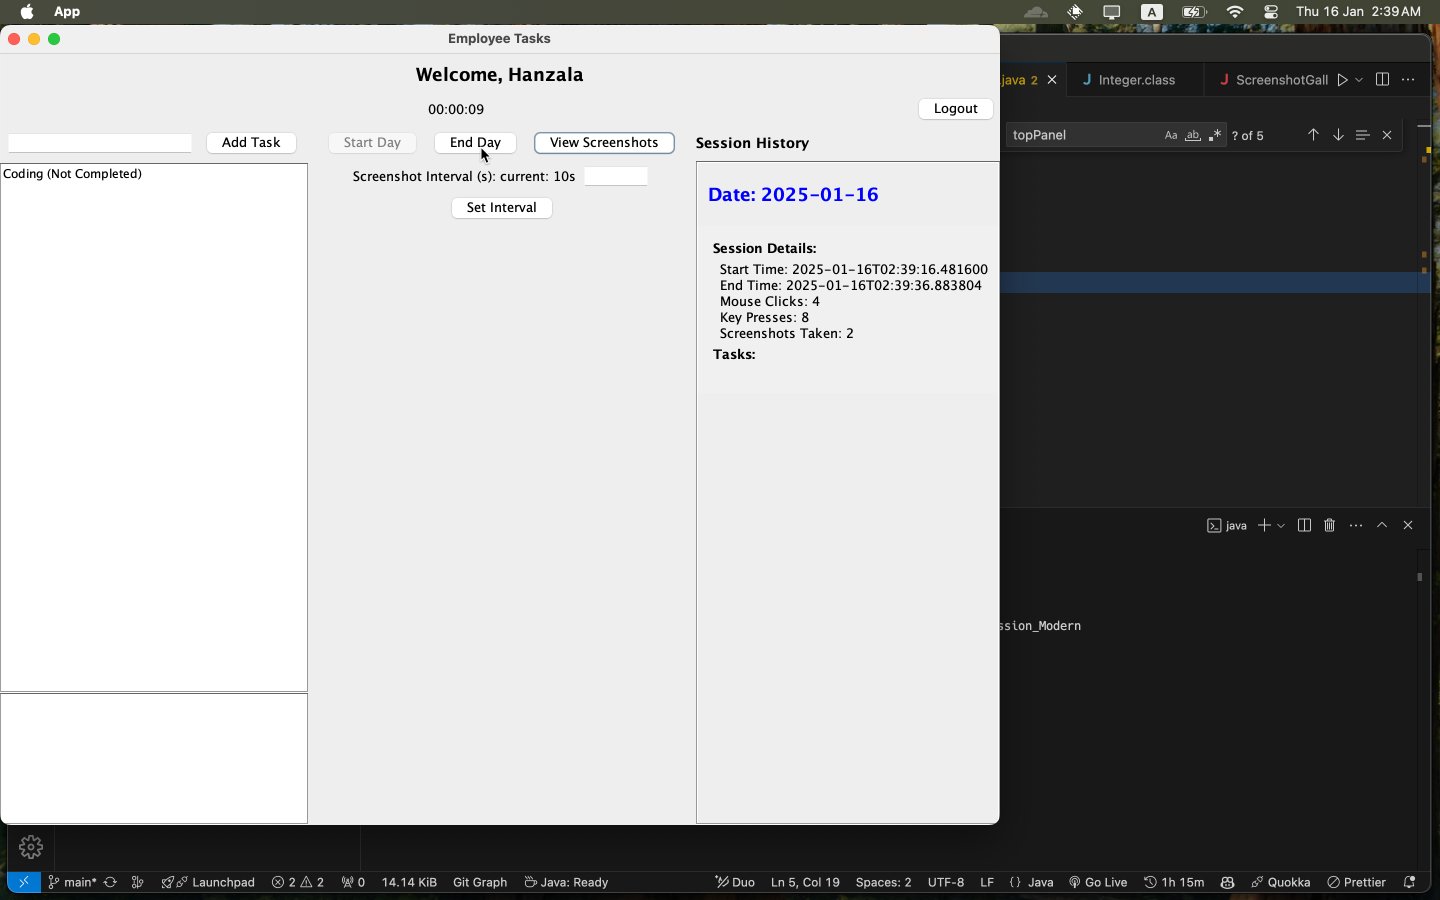 App
A
Thu 16 Jan 2:39 AM
Employee Tasks
Welcome, Hanzala
00:00:09
Logout
Add Task
Start Day
End Day
View Screenshots
Session History
Coding (Not Completed)
Screenshot Interval (s): current: 10s
Set Interval
Date: 2025-01-16
Session Details:
Start Time: 2025-01-16T02:39:16.481600
End Time: 2025-01-16T02:39:36.883804
Mouse Clicks: 4
Key Presses: 8
Screenshots Taken: 2
Tasks:
java 2
J Integer.class
J ScreenshotGall
topPanel
Aa
ab
? of 5
java
ssion_Modern
main*
Launchpad
2
2
0
14.14 KiB
Git Graph
Java: Ready
Duo
Ln 5, Col 19
Spaces: 2
UTF-8
LF
{ } Java
Go Live
1h 15m
Quokka
Prettier